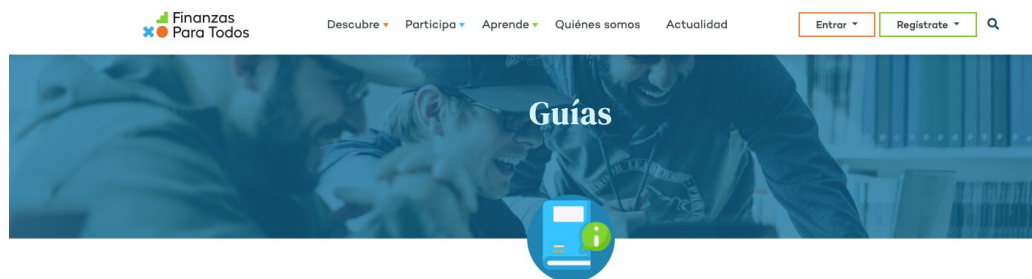 Finanzas
Para Todos
Descubre
Participa
Aprende
Quiénes somos
Actualidad
Entrar
Regístrate
Guías
i